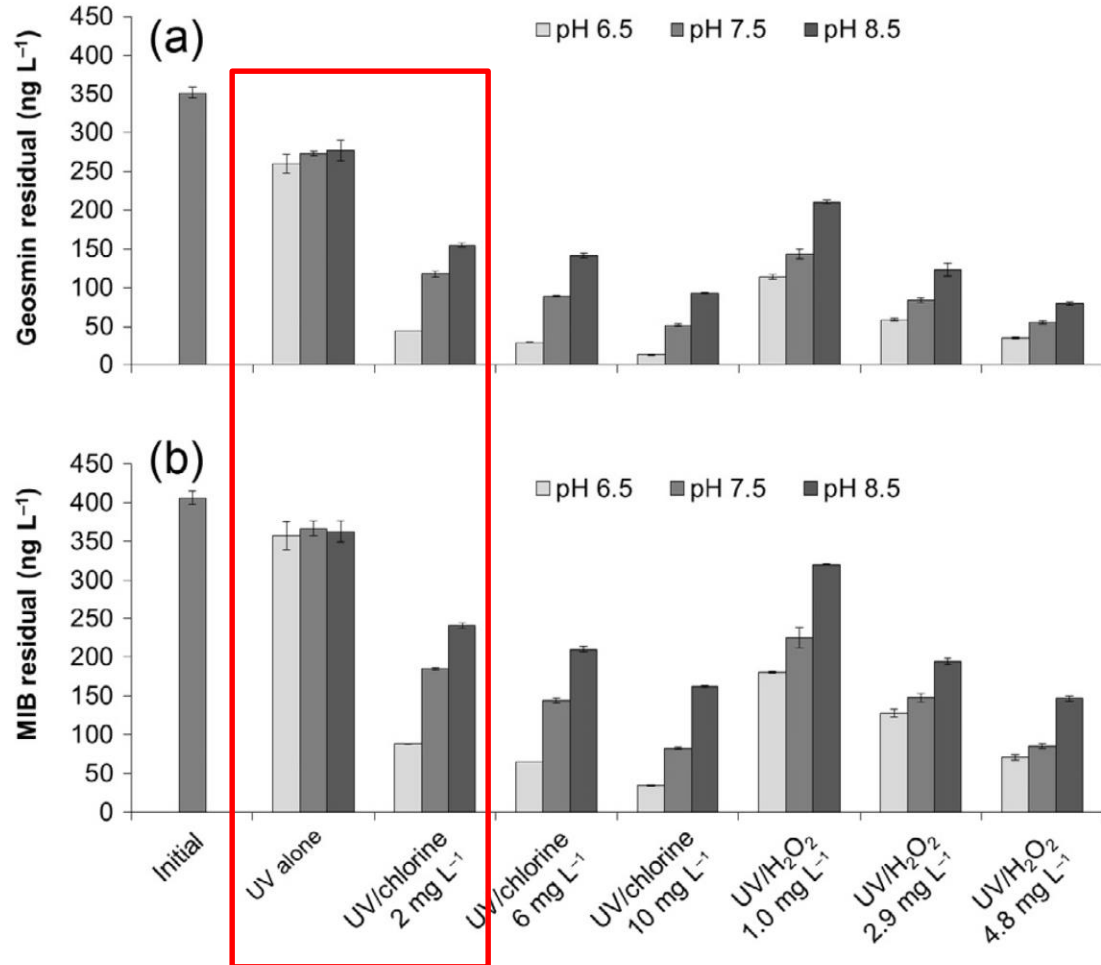 (a)
pH 6.5 pH 7.5 pH 8.5
Geosmin residual (ng L⁻¹)
450
400
350
300
250
200
150
100
50
0
(b)
pH 6.5 pH 7.5 pH 8.5
MIB residual (ng L⁻¹)
450
400
350
300
250
200
150
100
50
0
Initial
UV alone
UV/chlorine
2 mg L⁻¹
UV/chlorine
6 mg L⁻¹
UV/chlorine
10 mg L⁻¹
UV/H₂O₂
1.0 mg L⁻¹
UV/H₂O₂
2.9 mg L⁻¹
UV/H₂O₂
4.8 mg L⁻¹